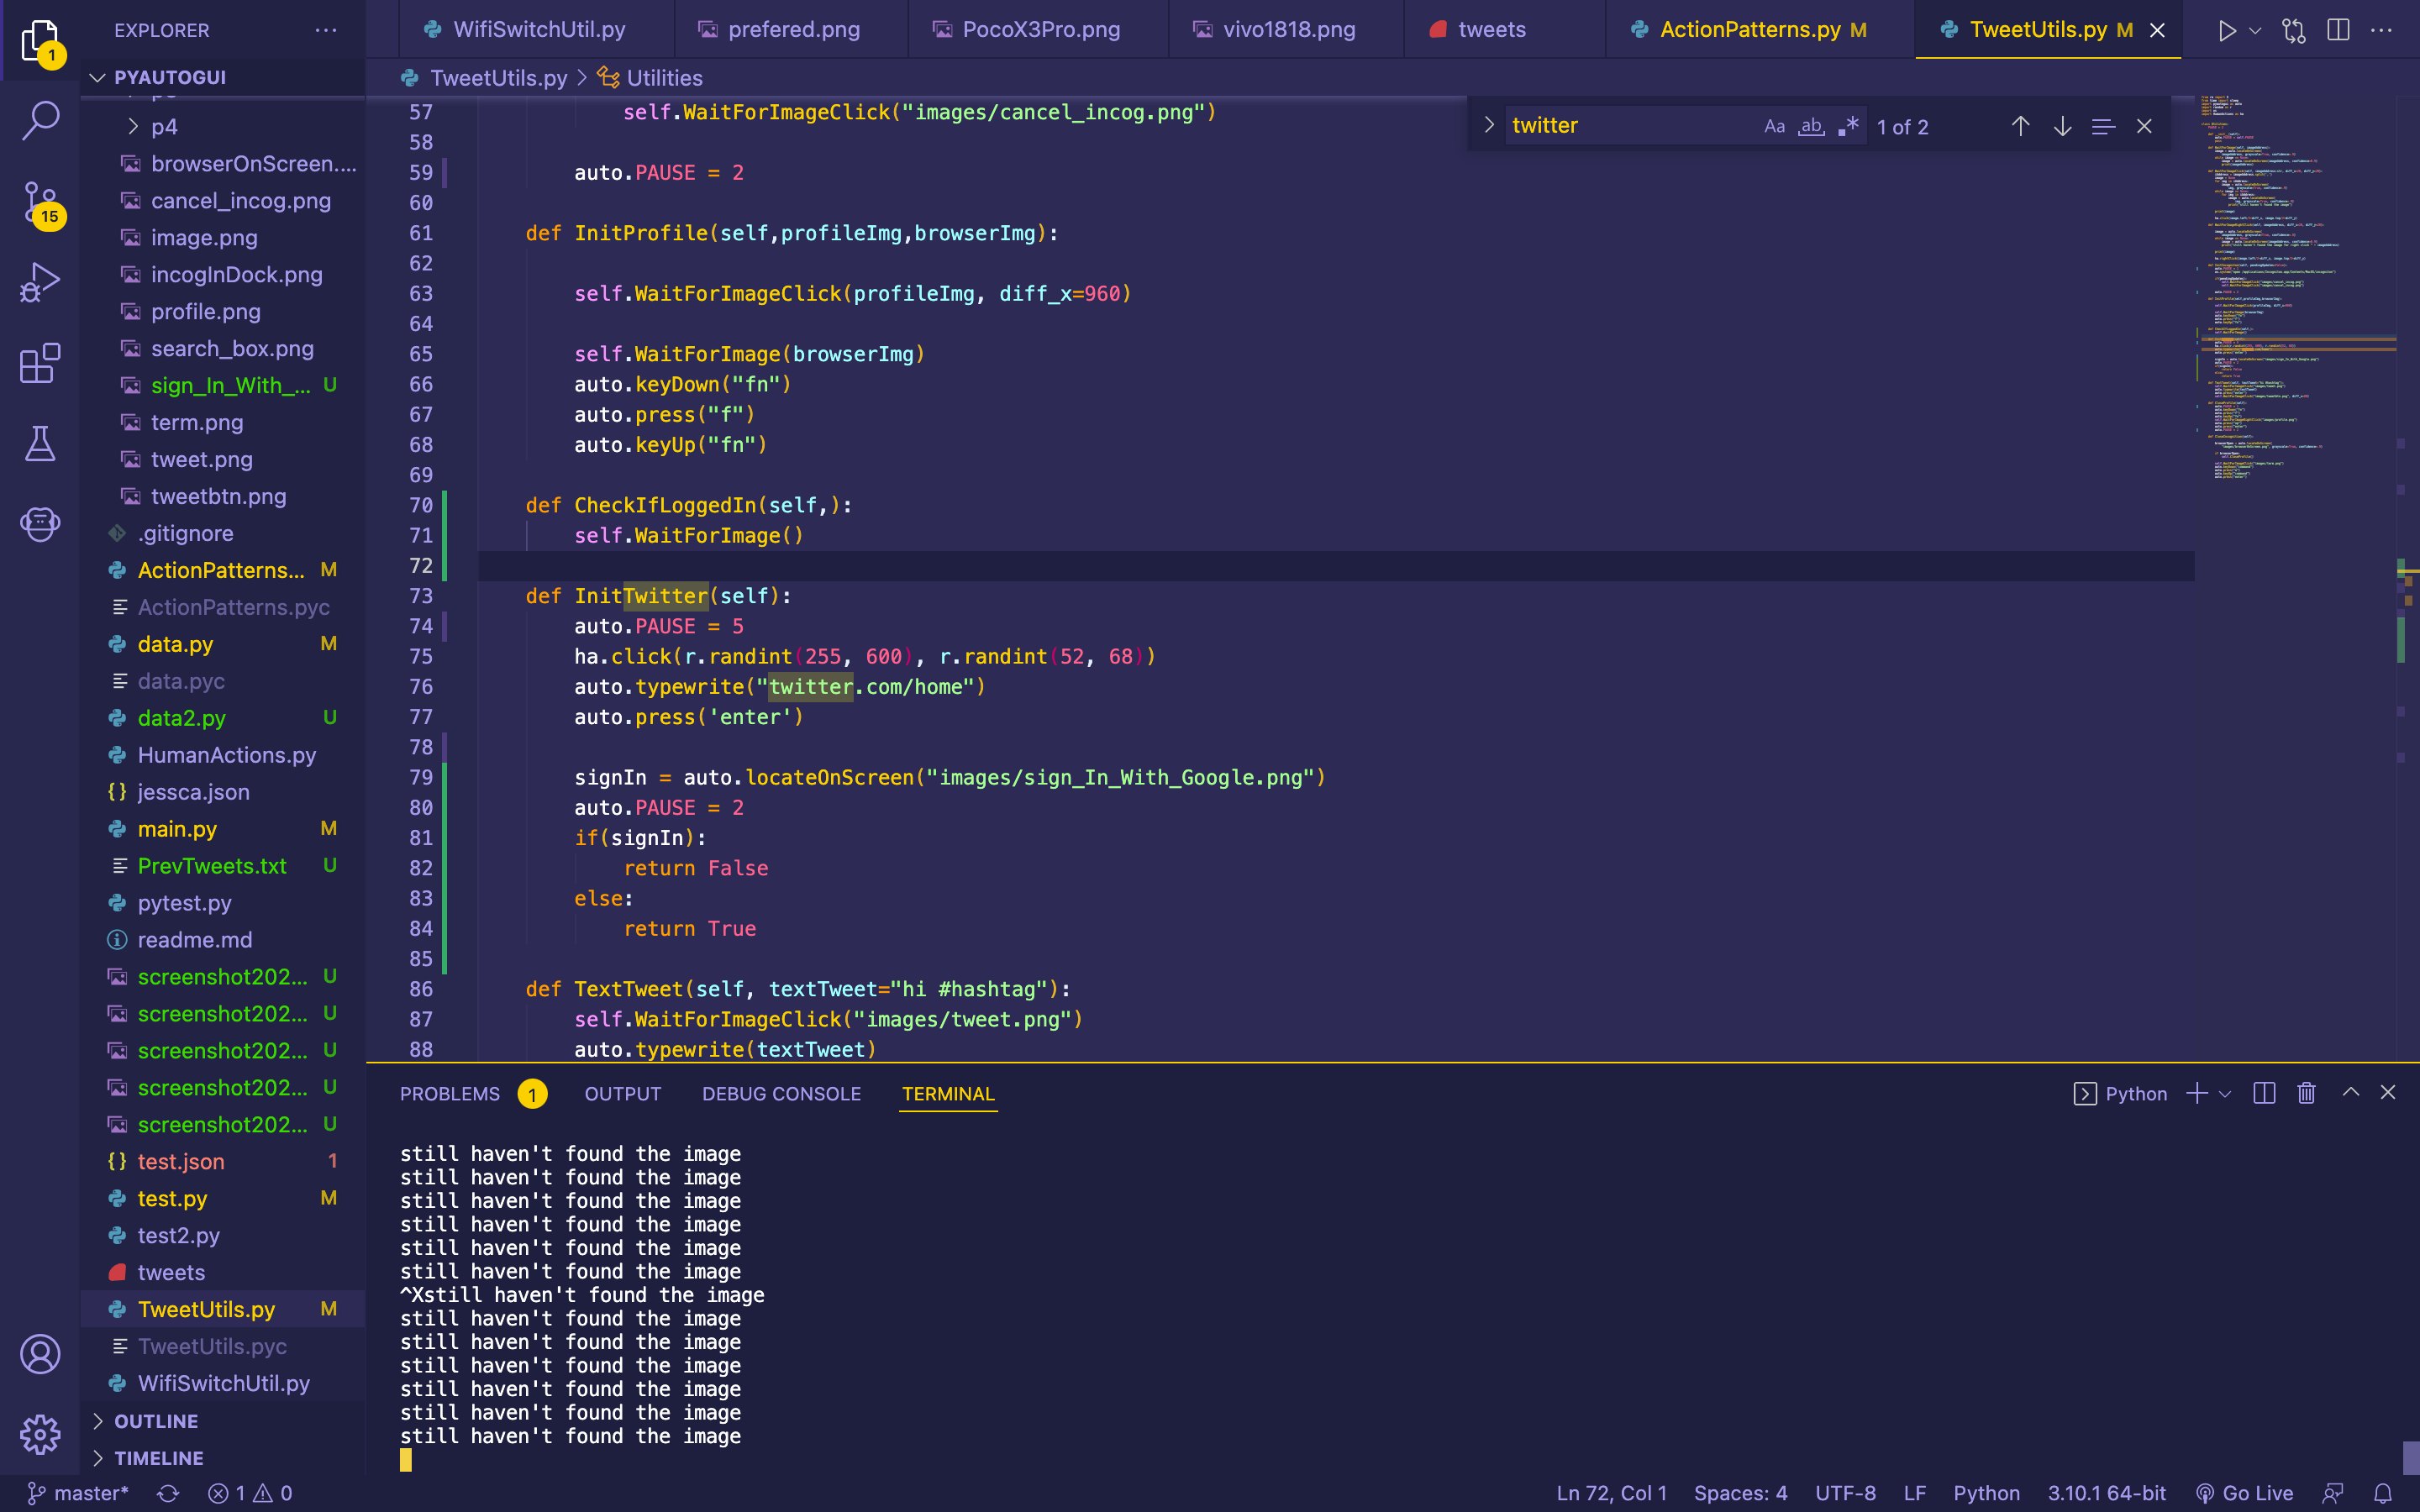 EXPLORER
WifiSwitchUtil.py
prefered.png
PocoX3Pro.png
vivo1818.png
tweets
ActionPatterns.py M
TweetUtils.py M
1
PYAUTOGUI
p4
browserOnScreen....
cancel_incog.png
image.png
incogInDock.png
profile.png
search_box.png
sign_In_With_... U
term.png
tweet.png
tweetbtn.png
.gitignore
ActionPatterns... M
ActionPatterns.pyc
data.py M
data.pyc
data2.py U
HumanActions.py
jessca.json
main.py M
PrevTweets.txt U
pytest.py
readme.md
screenshot202... U
screenshot202... U
screenshot202... U
screenshot202... U
screenshot202... U
test.json 1
test.py M
test2.py
tweets
TweetUtils.py M
TweetUtils.pyc
WifiSwitchUtil.py
OUTLINE
TIMELINE
15
TweetUtils.py > Utilities
twitter Aa ab .* 1 of 2
57 self.WaitForImageClick("images/cancel_incog.png")
58
59 auto.PAUSE = 2
60
61 def InitProfile(self,profileImg,browserImg):
62
63 self.WaitForImageClick(profileImg, diff_x=960)
64
65 self.WaitForImage(browserImg)
66 auto.keyDown("fn")
67 auto.press("f")
68 auto.keyUp("fn")
69
70 def CheckIfLoggedIn(self,):
71 self.WaitForImage()
72
73 def InitTwitter(self):
74 auto.PAUSE = 5
75 ha.click(r.randint(255, 600), r.randint(52, 68))
76 auto.typewrite("twitter.com/home")
77 auto.press('enter')
78
79 signIn = auto.locateOnScreen("images/sign_In_With_Google.png")
80 auto.PAUSE = 2
81 if(signIn):
82 return False
83 else:
84 return True
85
86 def TextTweet(self, textTweet="hi #hashtag"):
87 self.WaitForImageClick("images/tweet.png")
88 auto.typewrite(textTweet)
PROBLEMS 1 OUTPUT DEBUG CONSOLE TERMINAL
Python
still haven't found the image
still haven't found the image
still haven't found the image
still haven't found the image
still haven't found the image
still haven't found the image
^Xstill haven't found the image
still haven't found the image
still haven't found the image
still haven't found the image
still haven't found the image
still haven't found the image
still haven't found the image
master* 1 0
Ln 72, Col 1 Spaces: 4 UTF-8 LF Python 3.10.1 64-bit Go Live